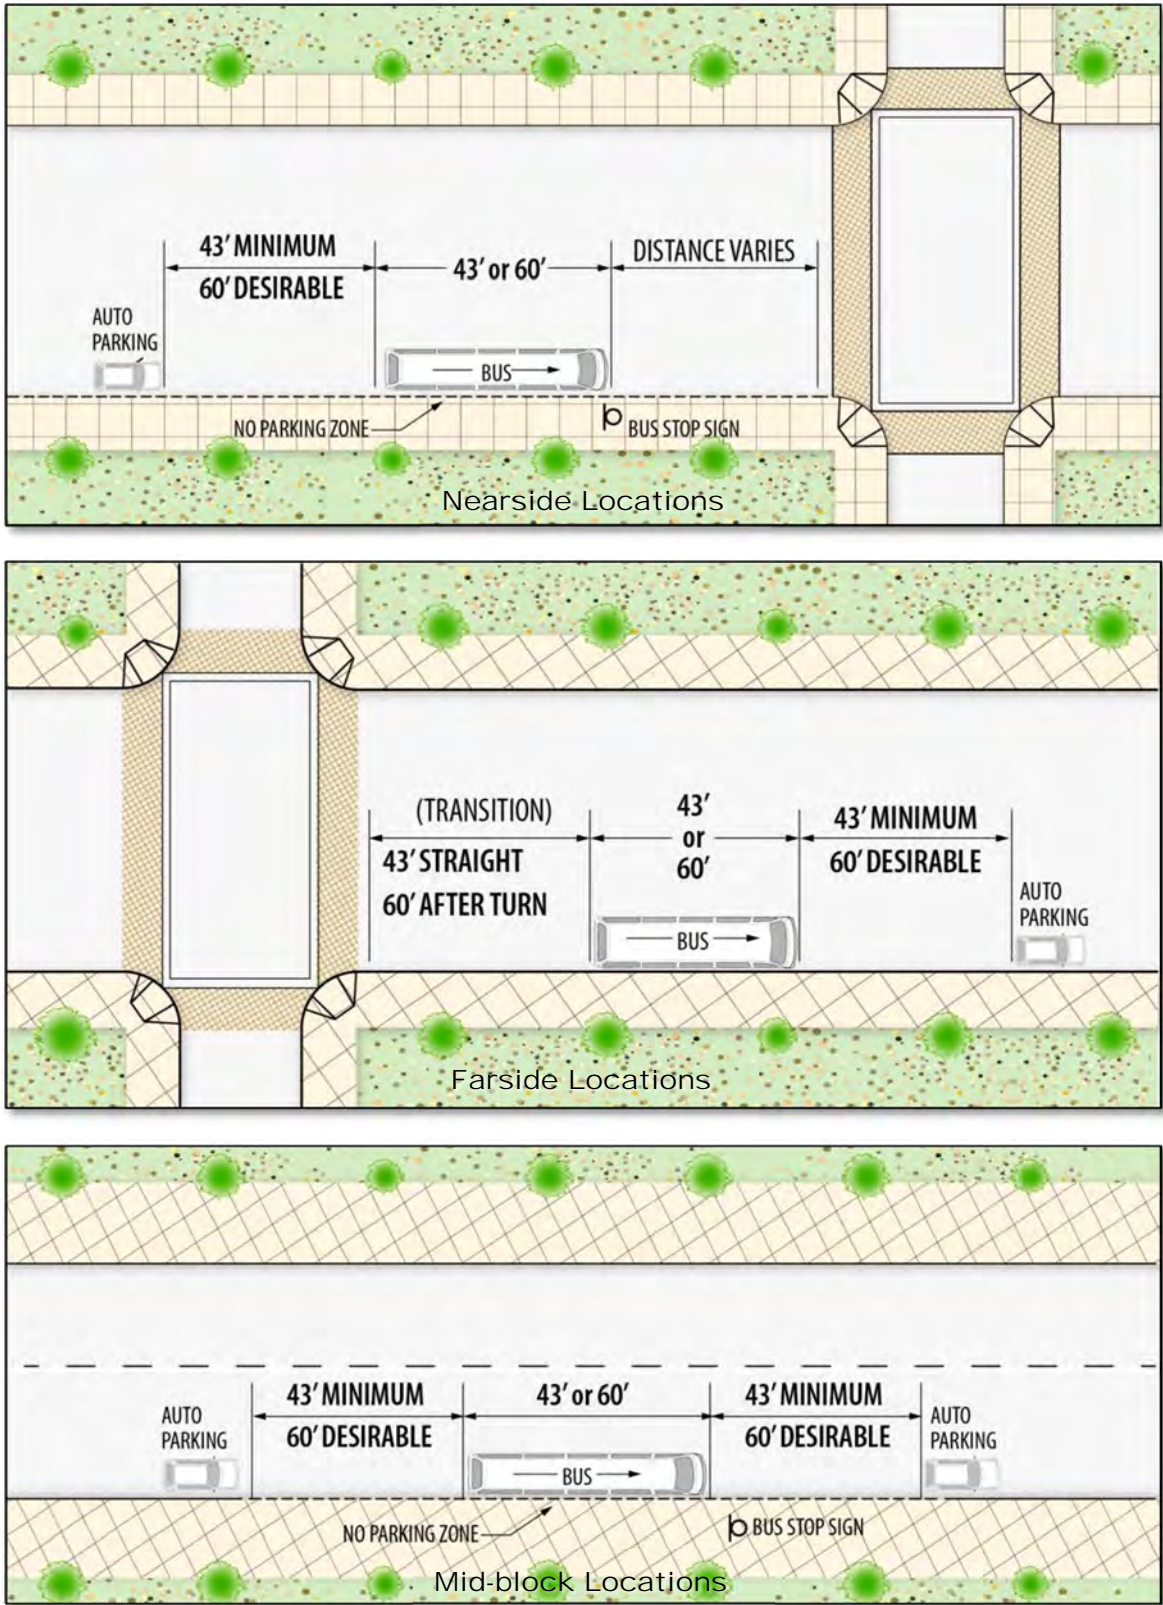 43' MINIMUM
60' DESIRABLE
43' or 60'
DISTANCE VARIES
AUTO
PARKING
BUS
NO PARKING ZONE
BUS STOP SIGN
Nearside Locations
(TRANSITION)
43' STRAIGHT
60' AFTER TURN
43'
or
60'
43' MINIMUM
60' DESIRABLE
AUTO
PARKING
BUS
Farside Locations
AUTO
PARKING
43' MINIMUM
60' DESIRABLE
43' or 60'
43' MINIMUM
60' DESIRABLE
AUTO
PARKING
BUS
NO PARKING ZONE
BUS STOP SIGN
Mid-block Locations